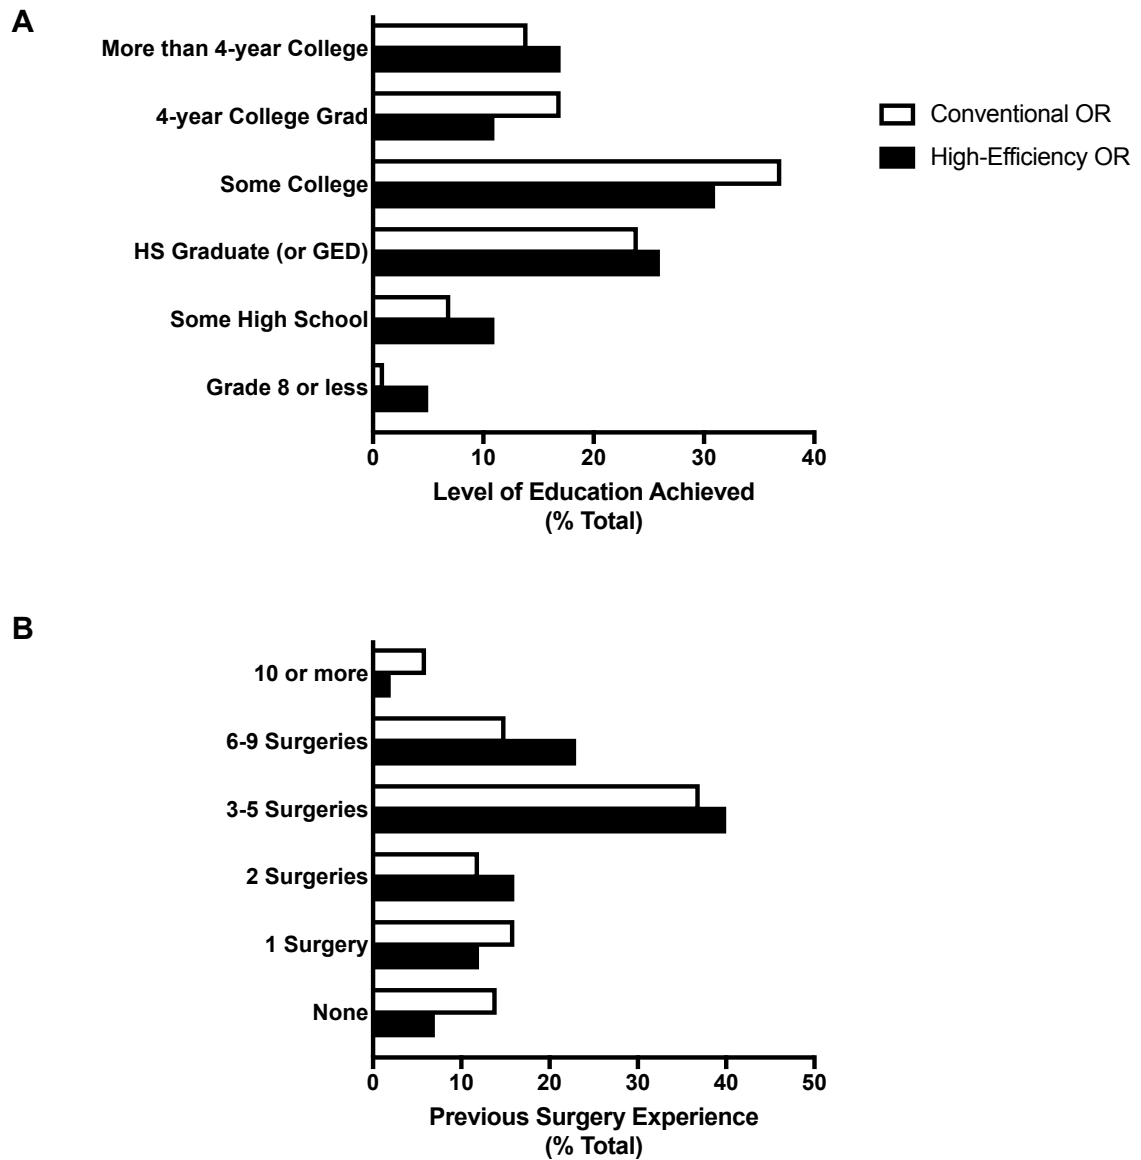 A
More than 4-year College
4-year College Grad
Some College
HS Graduate (or GED)
Some High School
Grade 8 or less
0 10 20 30 40
Level of Education Achieved
(% Total)
Conventional OR
High-Efficiency OR
B
10 or more
6-9 Surgeries
3-5 Surgeries
2 Surgeries
1 Surgery
None
0 10 20 30 40 50
Previous Surgery Experience
(% Total)